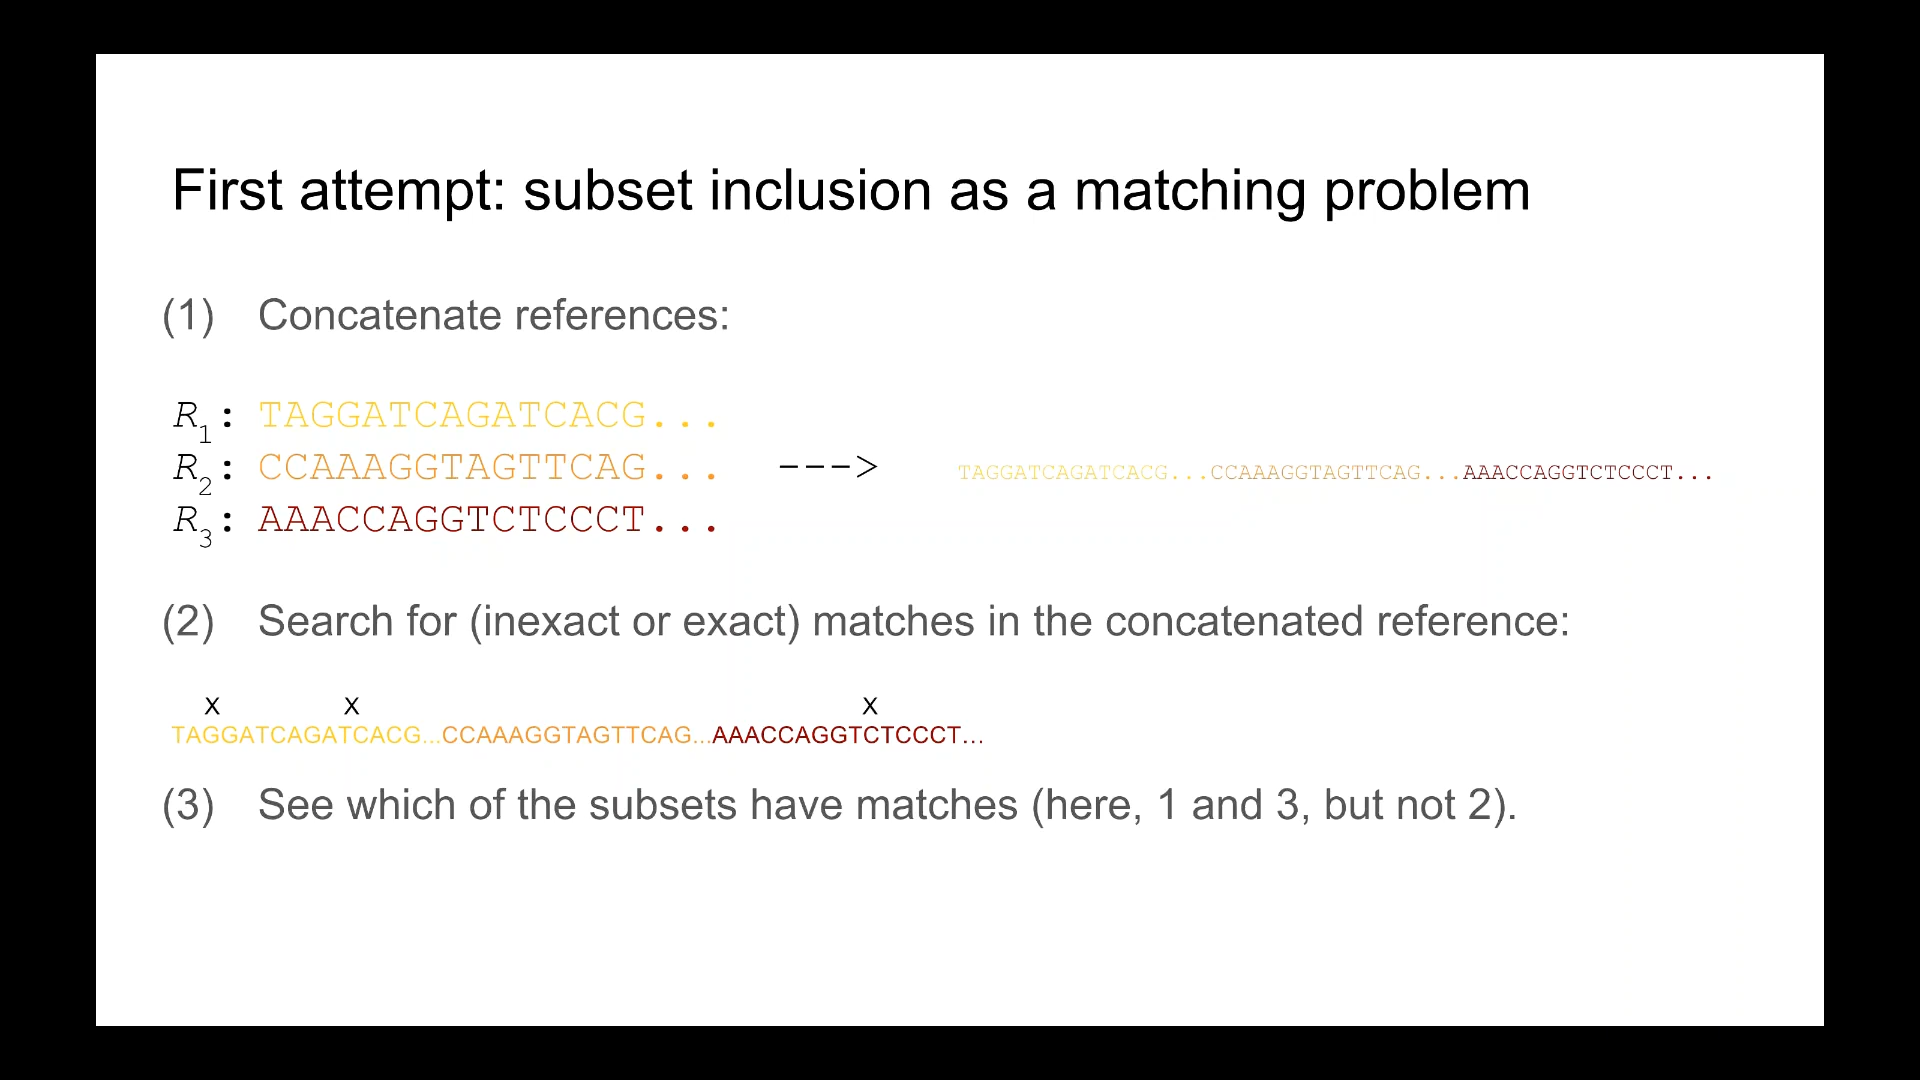 First attempt: subset inclusion as a matching problem
(1) Concatenate references:
R1: TAGGATCAGATCACG...
R2: CCAAAGGTAGTTCAG... ---> TAGGATCAGATCACG...CCAAAGGTAGTTCAG...AAACCAGGTCTCCCT...
R3: AAACCAGGTCTCCCT...
(2) Search for (inexact or exact) matches in the concatenated reference:
x x x
TAGGATCAGATCACG...CCAAAGGTAGTTCAG...AAACCAGGTCTCCCT...
(3) See which of the subsets have matches (here, 1 and 3, but not 2).